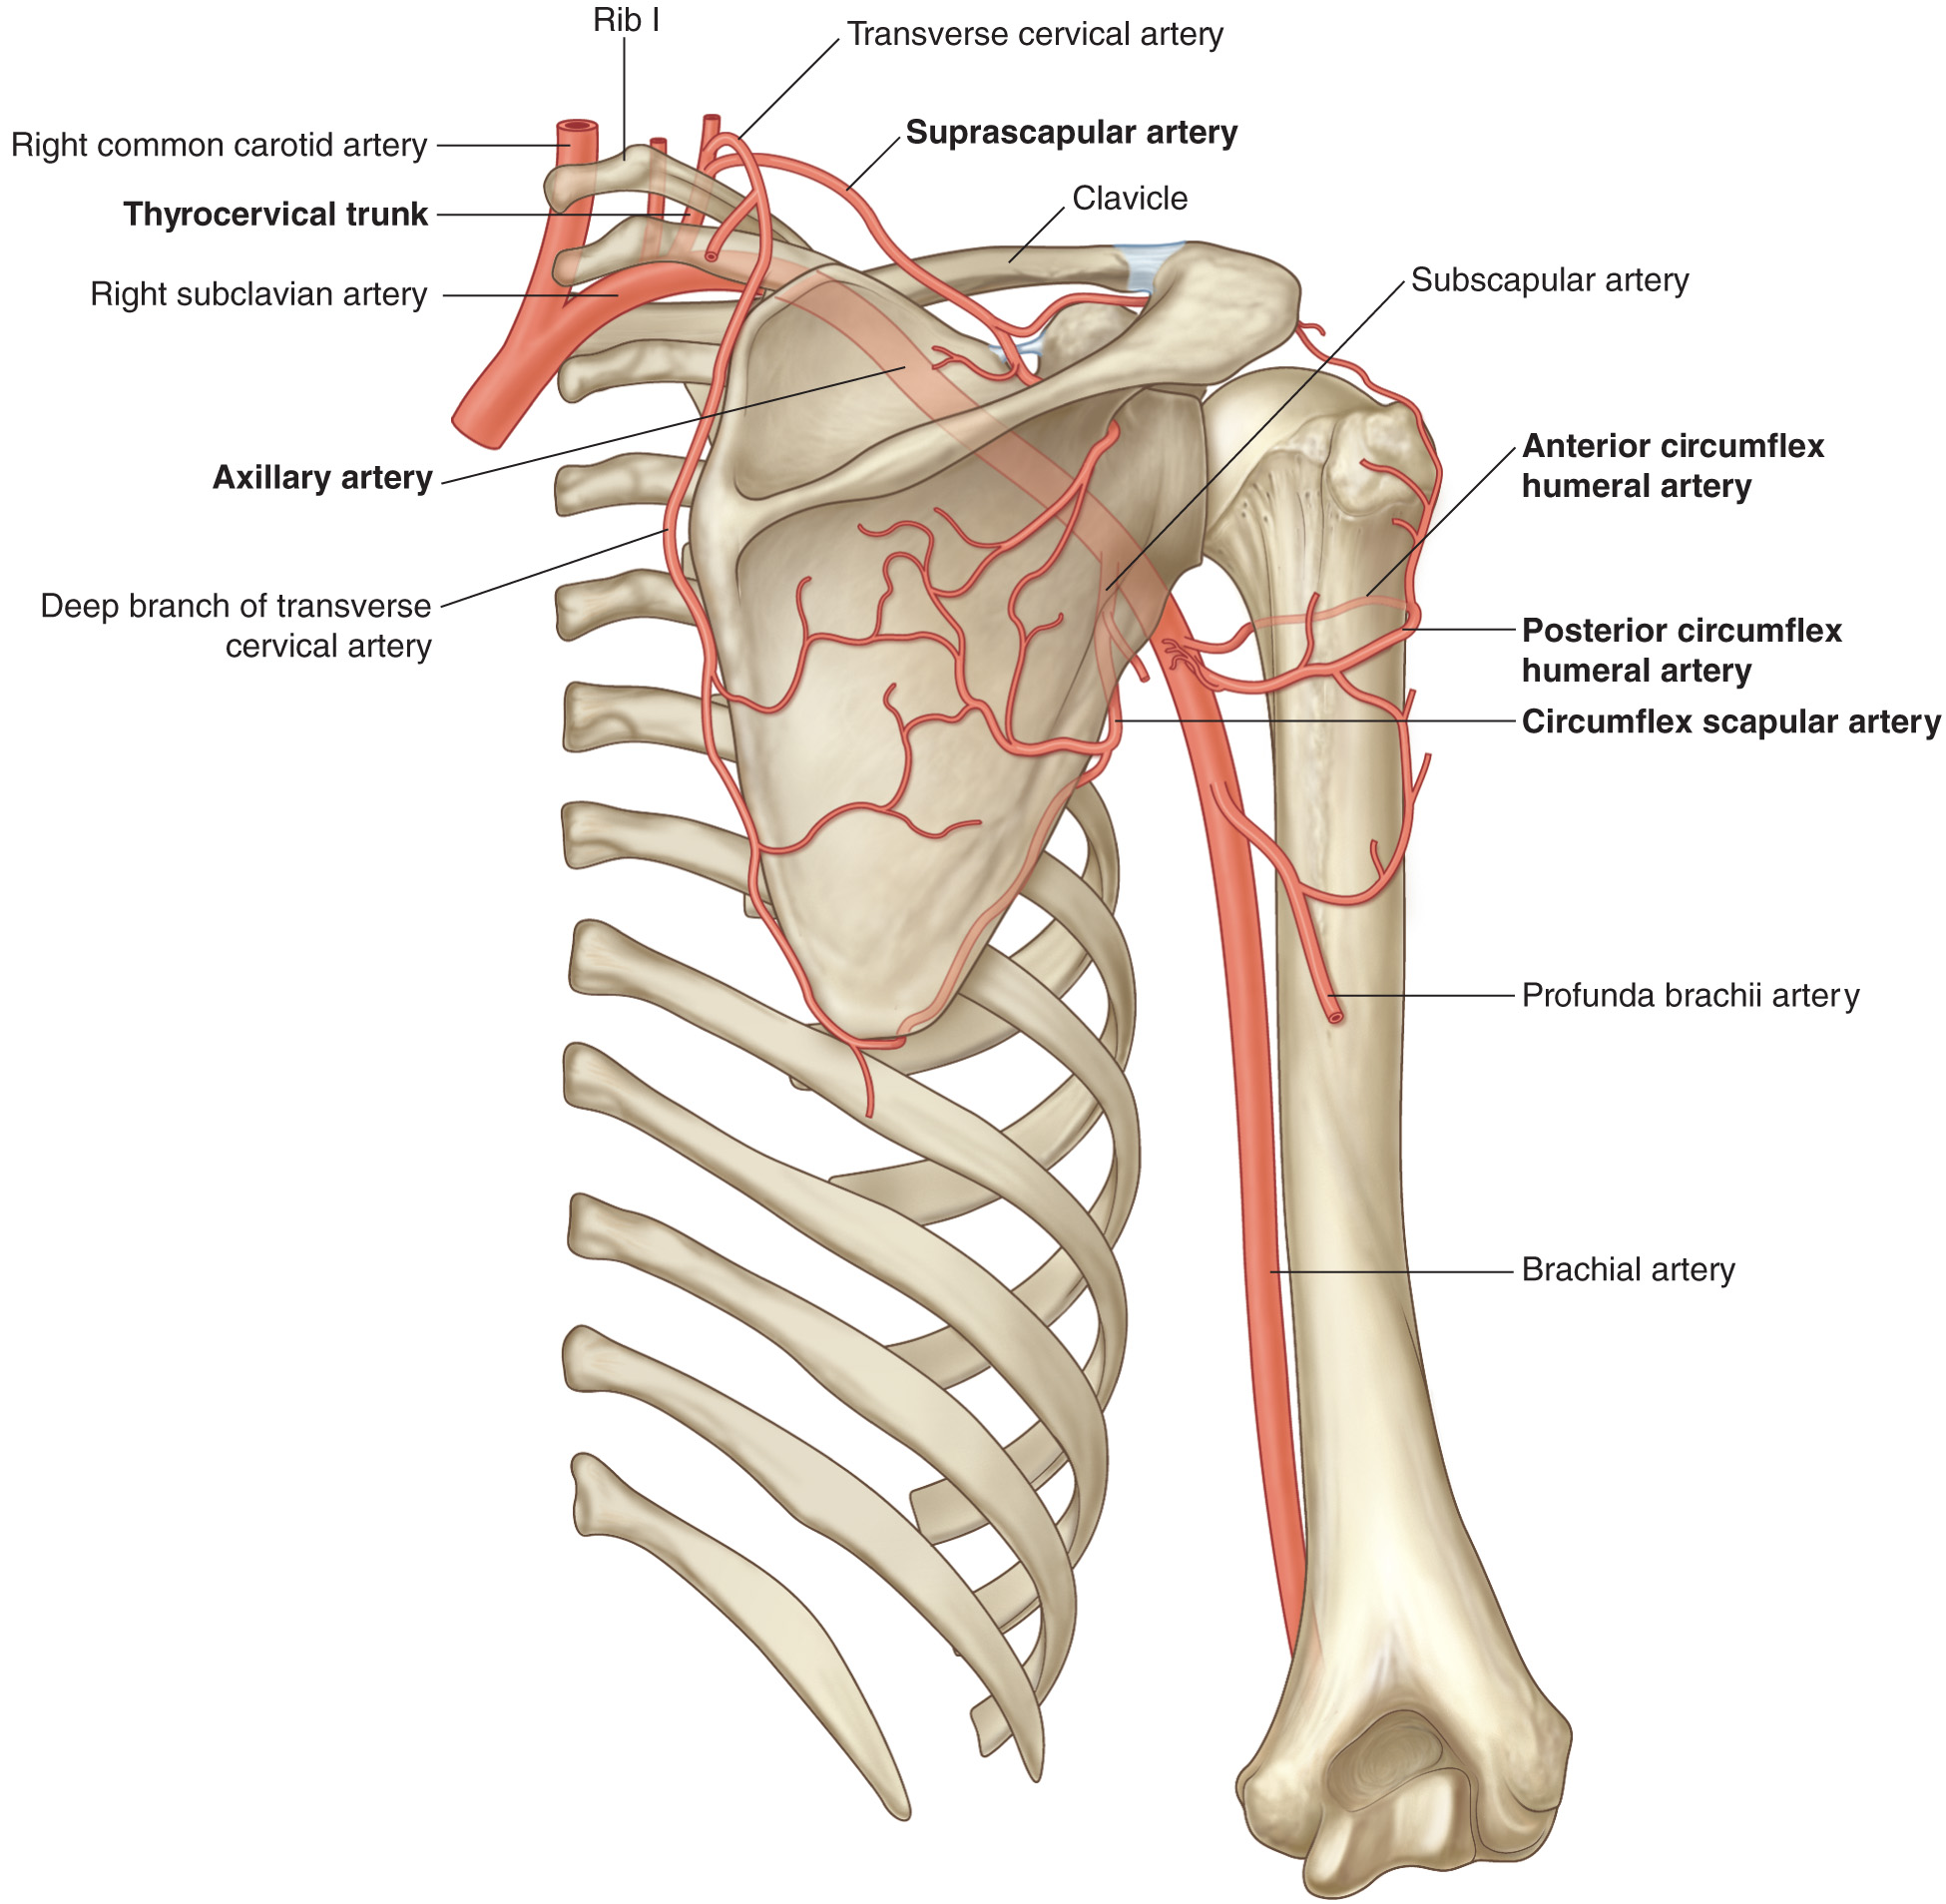 Rib I
Transverse cervical artery
Right common carotid artery
Suprascapular artery
Thyrocervical trunk
Clavicle
Right subclavian artery
Subscapular artery
Axillary artery
Anterior circumflex
humeral artery
Deep branch of transverse
cervical artery
Posterior circumflex
humeral artery
Circumflex scapular artery
Profunda brachii artery
Brachial artery